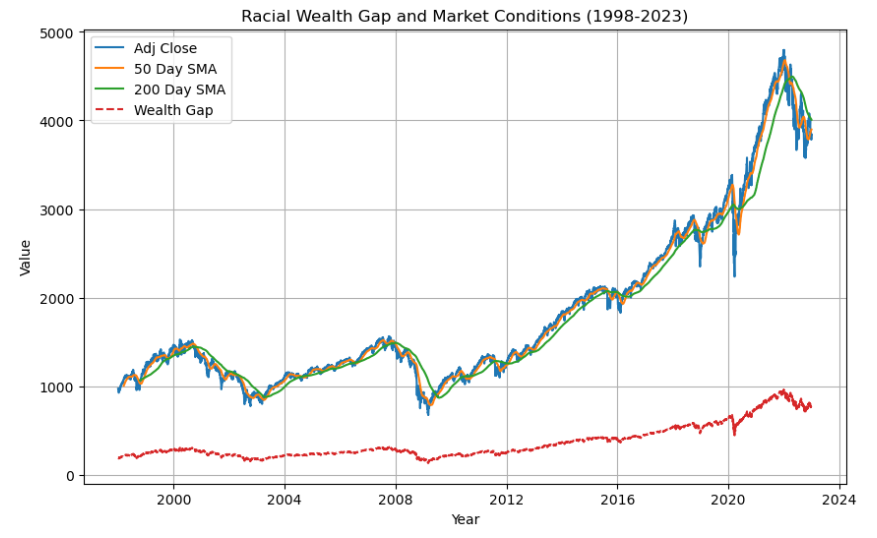 Racial Wealth Gap and Market Conditions (1998-2023)
5000
Adj Close
50 Day SMA
200 Day SMA
Wealth Gap
4000
3000
Value
2000
1000
0
2000 2004 2008 2012 2016 2020 2024
Year